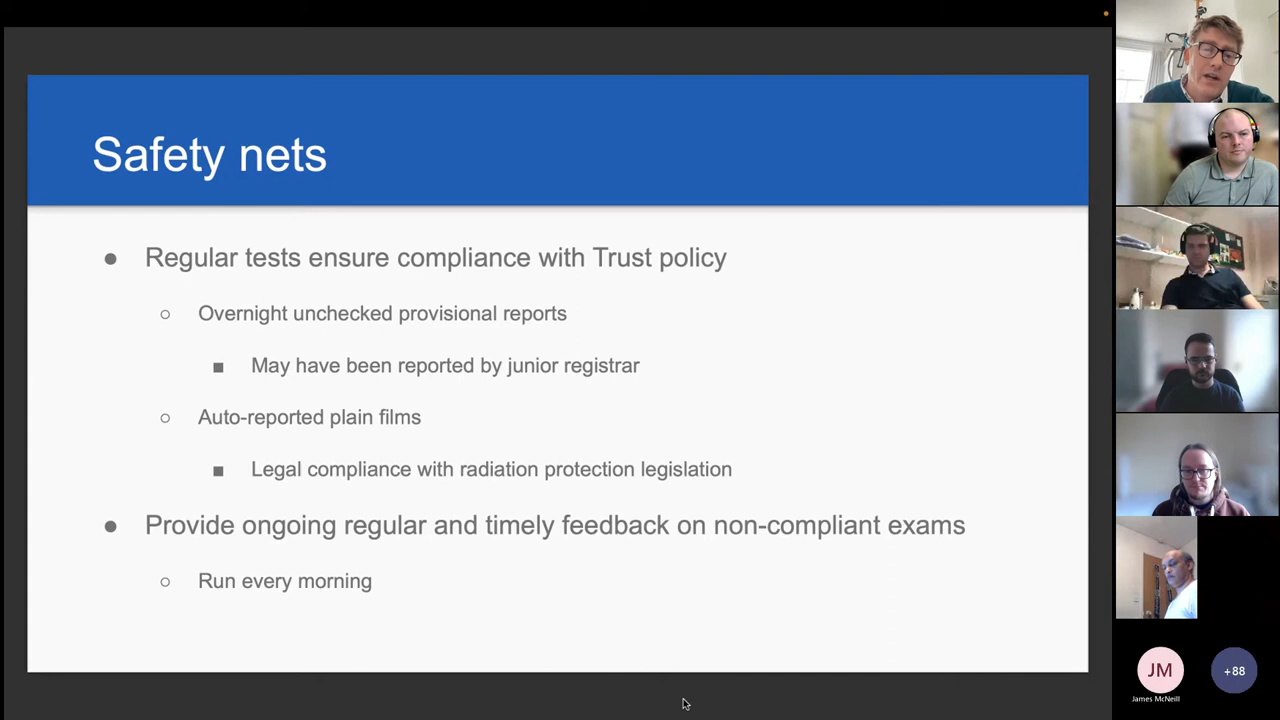 Safety nets
Regular tests ensure compliance with Trust policy
Overnight unchecked provisional reports
May have been reported by junior registrar
Auto-reported plain films
Legal compliance with radiation protection legislation
Provide ongoing regular and timely feedback on non-compliant exams
Run every morning
JM
+88
James McNeill